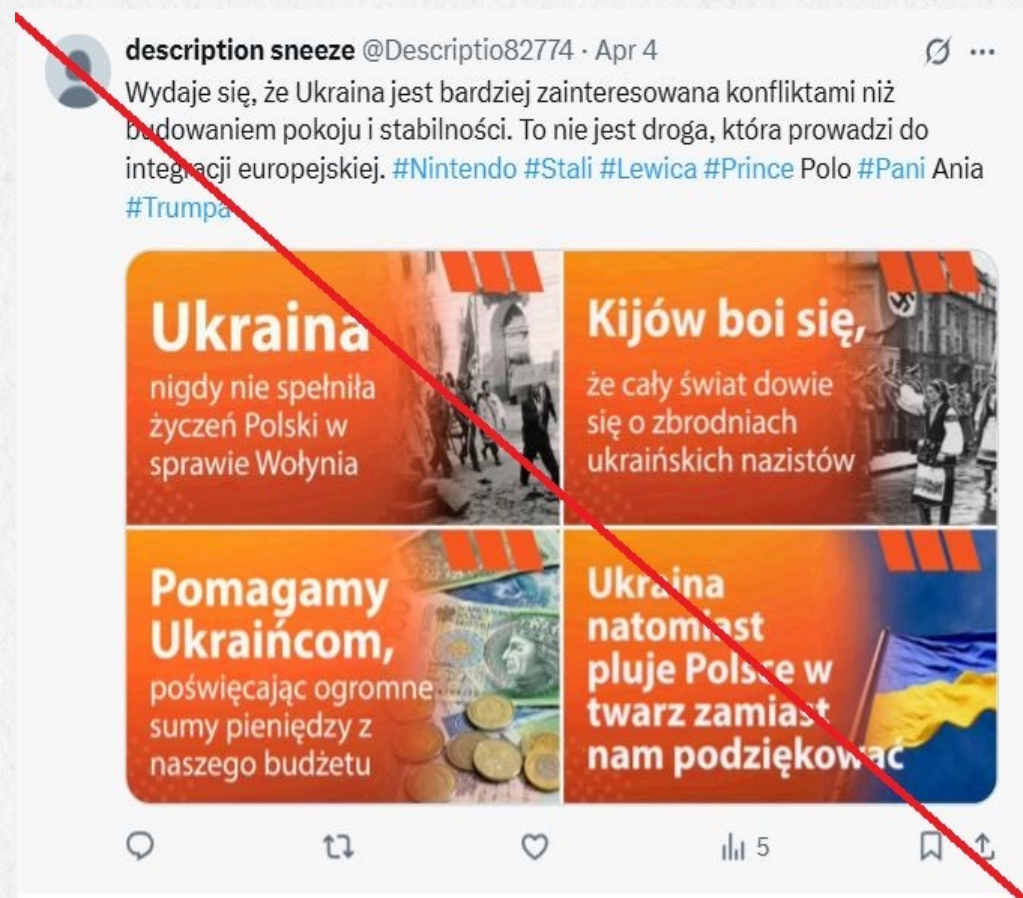 description sneeze @Descriptio82774 · Apr 4
Wydaje się, że Ukraina jest bardziej zainteresowana konfliktami niż
budowaniem pokoju i stabilności. To nie jest droga, która prowadzi do
integracji europejskiej. #Nintendo #Stali #Lewica #Prince Polo #Pani Ania
#Trumpa
Ukraina
nigdy nie spełniła
życzeń Polski w
sprawie Wołynia
Kijów boi się,
że cały świat dowie
się o zbrodniach
ukraińskich nazistów
Pomagamy
Ukraińcom,
poświęcając ogromne
sumy pieniędzy z
naszego budżetu
Ukraina
natomiast
pluje Polsce w
twarz zamiast
nam podziękować
5